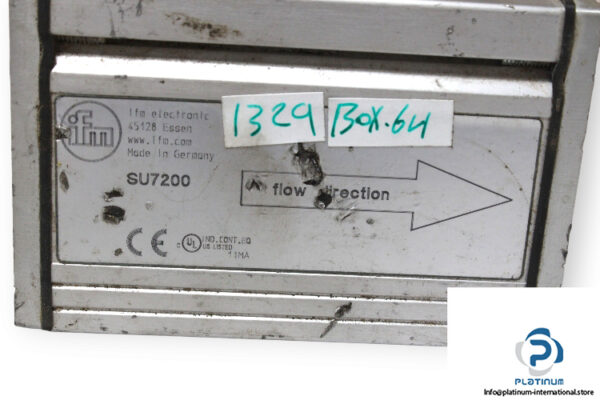 1329 BOX.64
ifm
ifm electronic
45128 Essen
www.ifm.com
Made in Germany
SU7200
flow direction
CE
c UL US LISTED
IND.CONT.EQ
11MA
PLATINUM
Info@platinum-international.store